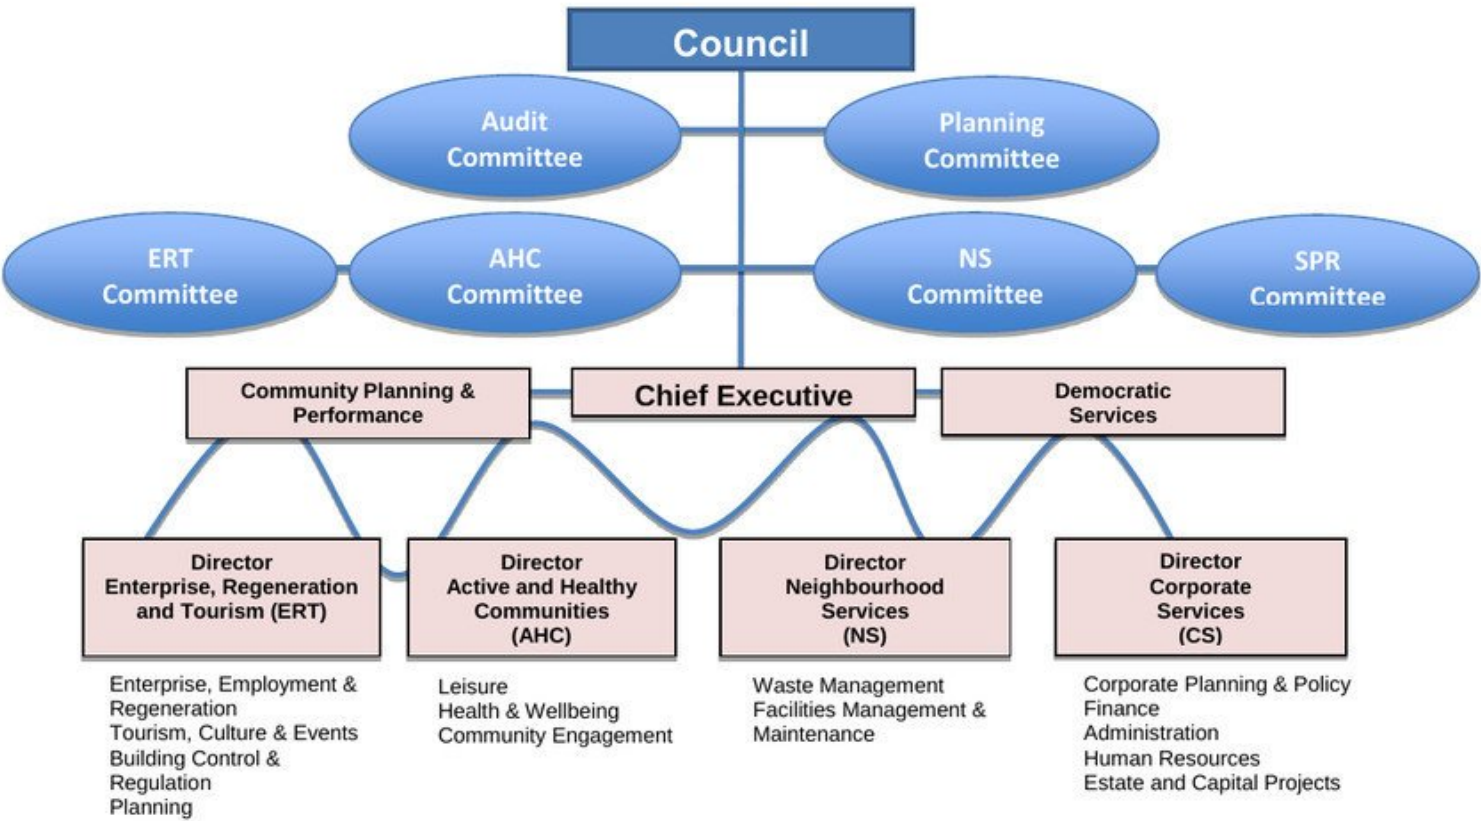 Council
Audit
Committee
Planning
Committee
ERT
Committee
AHC
Committee
NS
Committee
SPR
Committee
Community Planning &
Performance
Chief Executive
Democratic
Services
Director
Enterprise, Regeneration
and Tourism (ERT)
Director
Active and Healthy
Communities
(AHC)
Director
Neighbourhood
Services
(NS)
Director
Corporate
Services
(CS)
Enterprise, Employment &
Regeneration
Tourism, Culture & Events
Building Control &
Regulation
Planning
Leisure
Health & Wellbeing
Community Engagement
Waste Management
Facilities Management &
Maintenance
Corporate Planning & Policy
Finance
Administration
Human Resources
Estate and Capital Projects